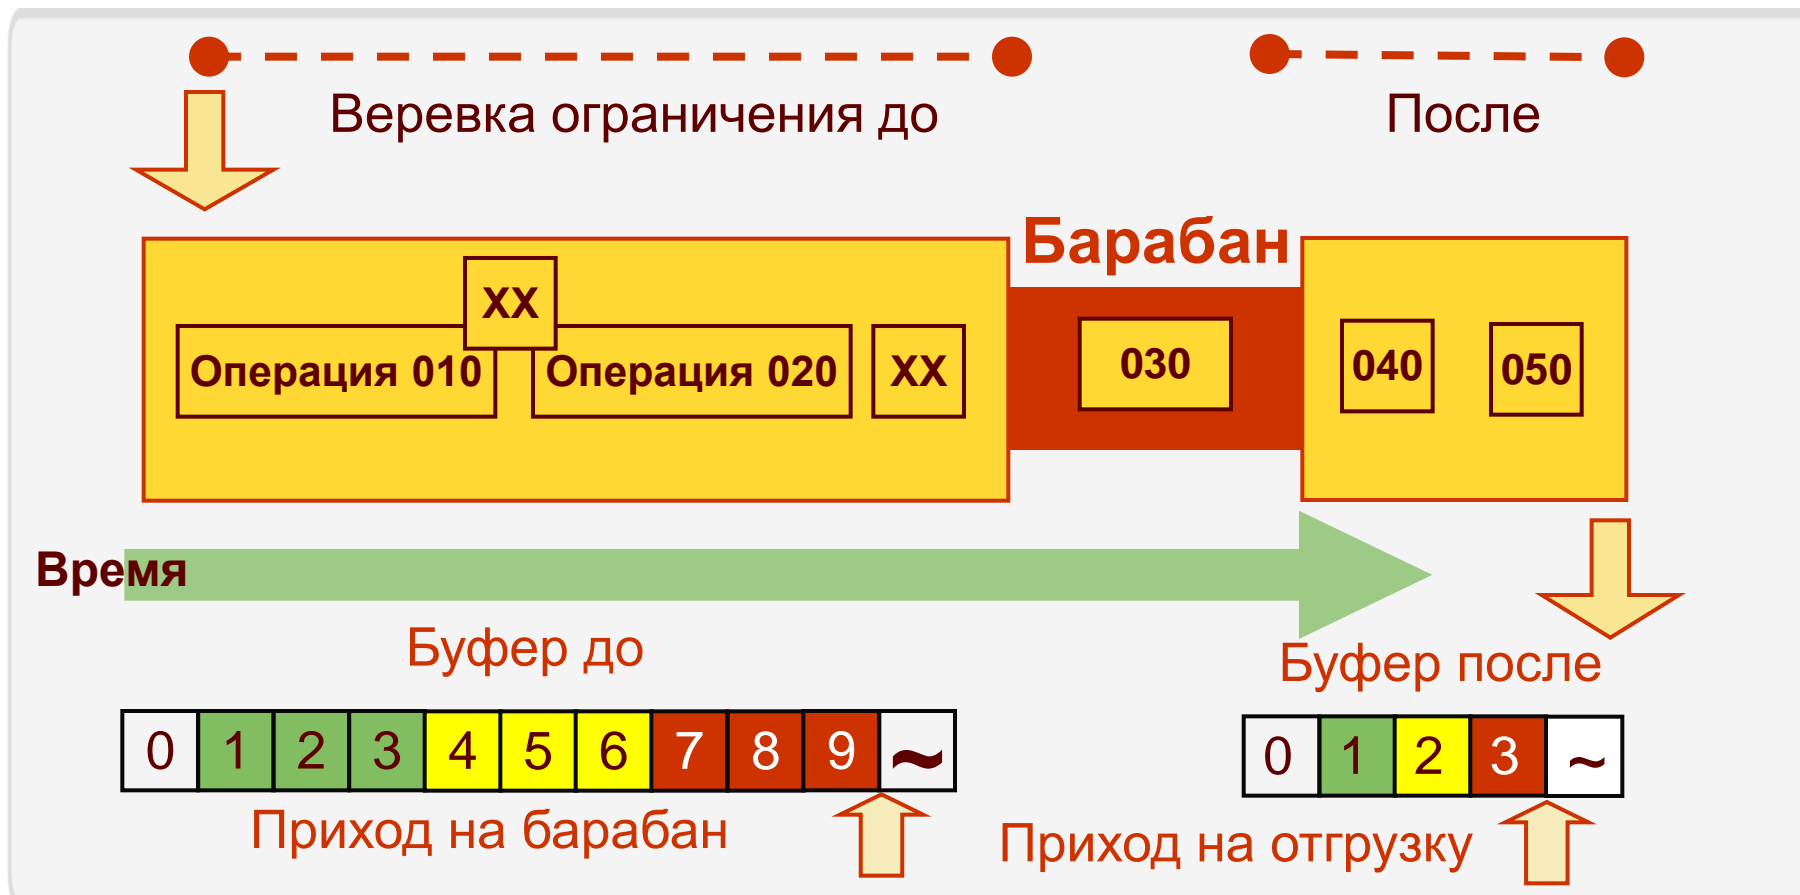 Веревка ограничения до
После
Барабан
XX
Операция 010
Операция 020
XX
030
040
050
Время
Буфер до
Буфер после
0 1 2 3 4 5 6 7 8 9 ~
0 1 2 3 ~
Приход на барабан
Приход на отгрузку